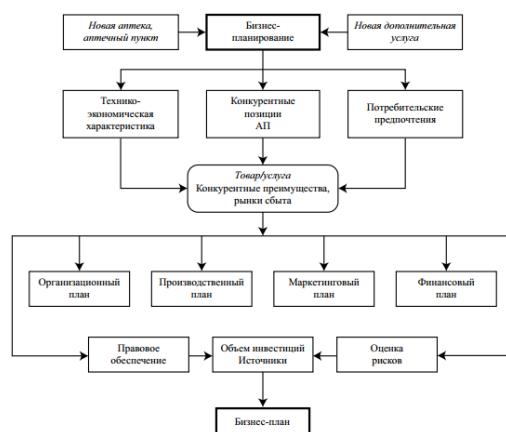 Новая аптека,
аптечный пункт
Бизнес-
планирование
Новая дополнительная
услуга
Технико-
экономическая
характеристика
Конкурентные
позиции
АП
Потребительские
предпочтения
Товар/услуга
Конкурентные преимущества,
рынки сбыта
Организационный
план
Производственный
план
Маркетинговый
план
Финансовый
план
Правовое
обеспечение
Объем инвестиций
Источники
Оценка
рисков
Бизнес-план